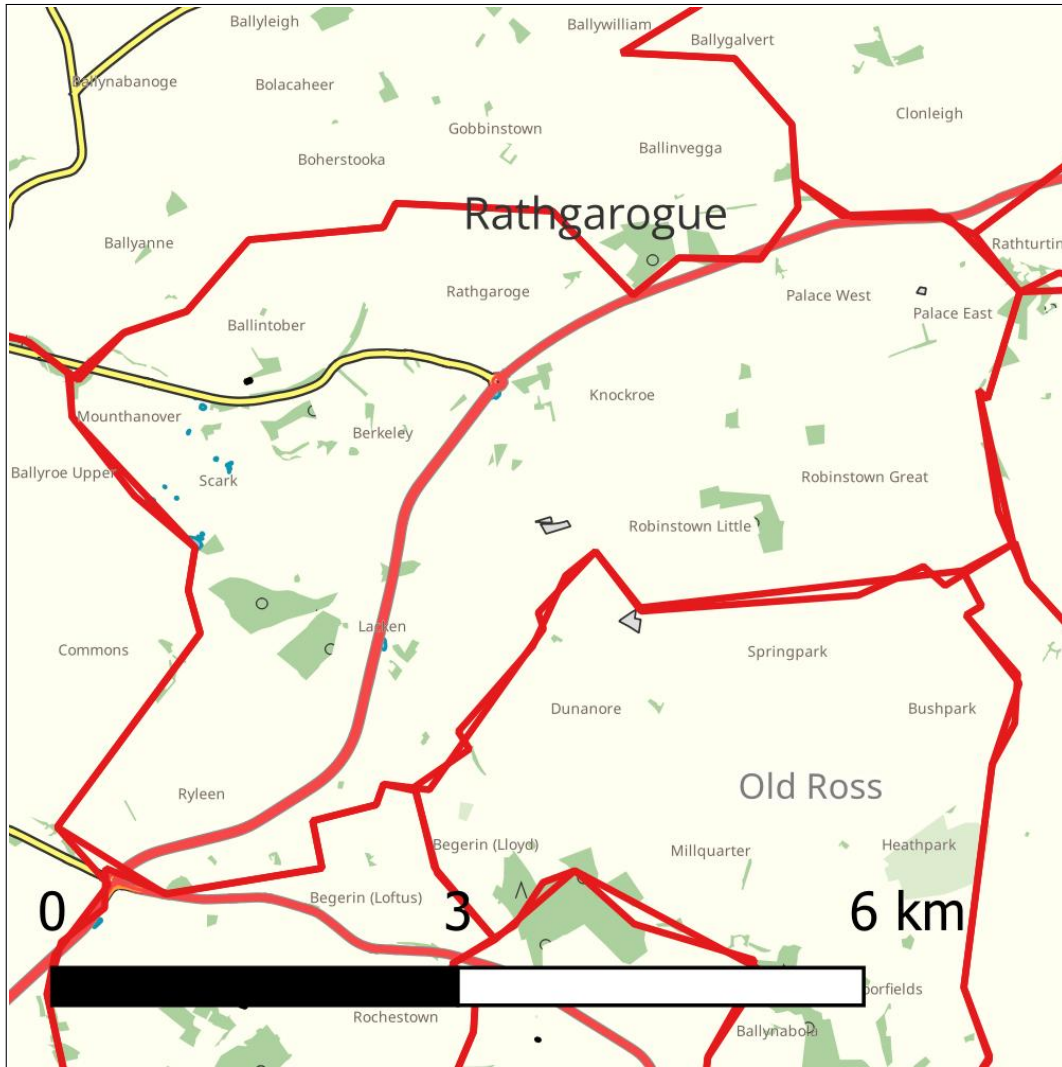 Ballyleigh
Ballywilliam
Ballygalvert
Ballynabanoge
Bolacaheer
Clonleigh
Gobbinstown
Ballinvegga
Boherstooka
Rathgarogue
Ballyanne
Rathturtin
Rathgaroge
Palace West
Palace East
Ballintober
Knockroe
Mounthanover
Berkeley
Ballyroe Upper
Scark
Robinstown Great
Robinstown Little
Lacken
Commons
Springpark
Dunanore
Bushpark
Old Ross
Ryleen
Begerin (Lloyd)
Millquarter
Heathpark
Begerin (Loftus)
0 3 6 km
oorfields
Rochestown
Ballynabola